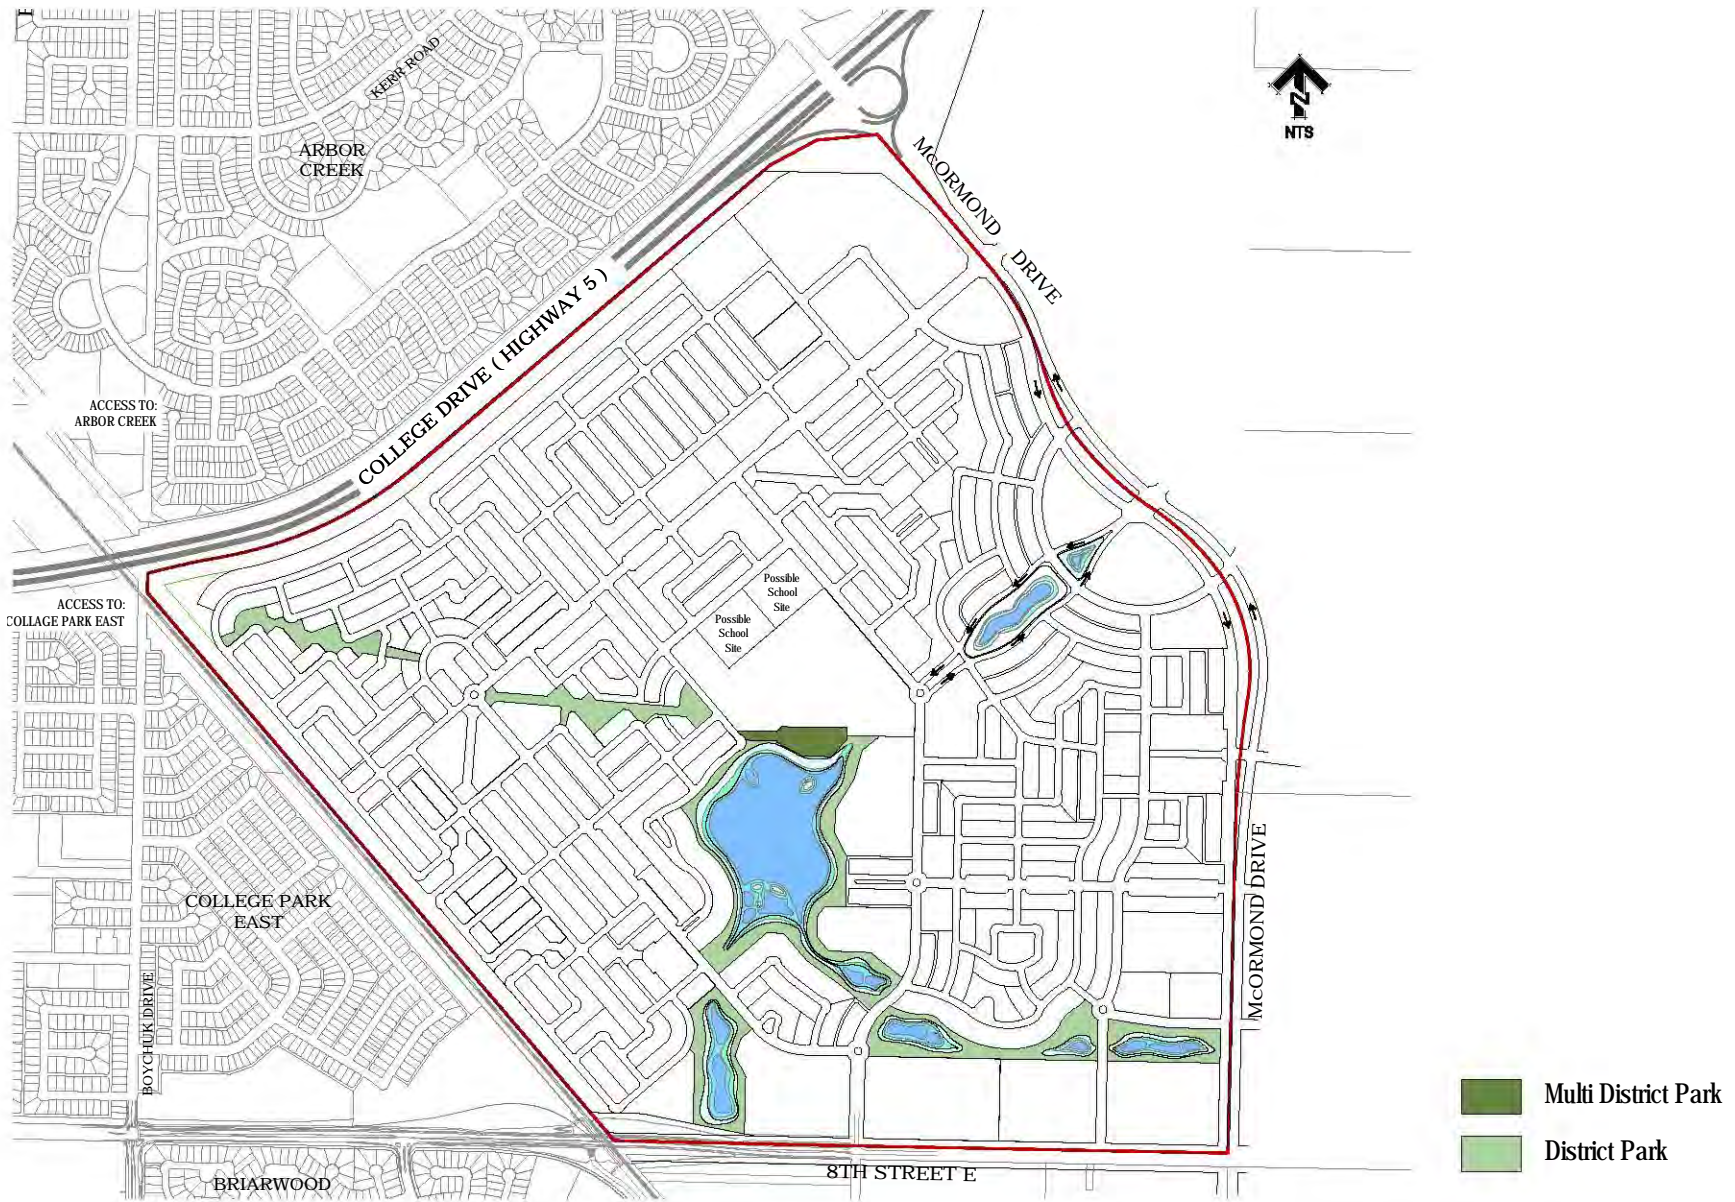 KERR ROAD
ARBOR
CREEK
N
NTS
McORMOND
DRIVE
COLLEGE DRIVE ( HIGHWAY 5 )
ACCESS TO:
ARBOR CREEK
ACCESS TO:
COLLAGE PARK EAST
Possible
School
Site
Possible
School
Site
COLLEGE PARK
EAST
BOYCHUK DRIVE
McORMOND DRIVE
8TH STREET E
BRIARWOOD
Multi District Park
District Park